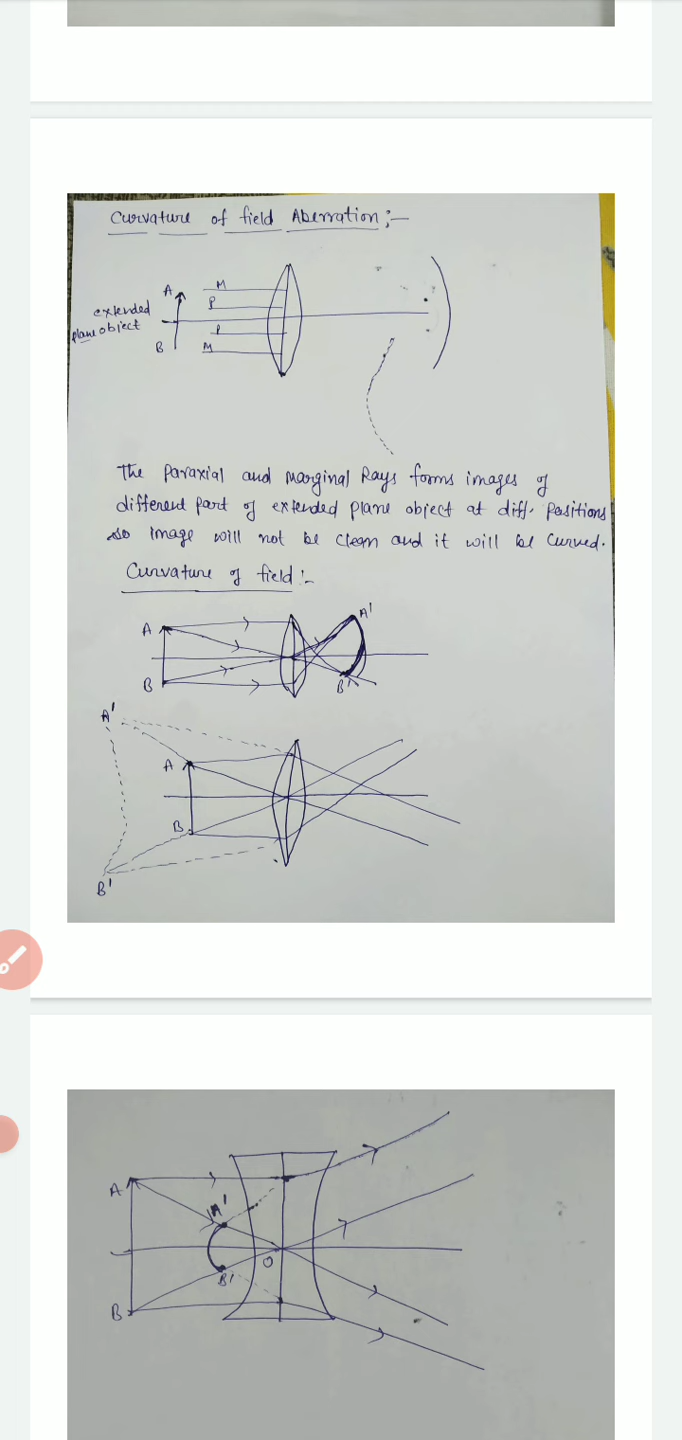 Curvature of field Aberration :-
A
M
P
extended
plane object
P
B
M
The Paraxial and Marginal Rays forms images of
different part of extended plane object at diff. positions
so image will not be clean and it will be curved.
Curvature of field :-
A
A'
B
B'
A'
A
B
B'
A
A'
O
B'
B